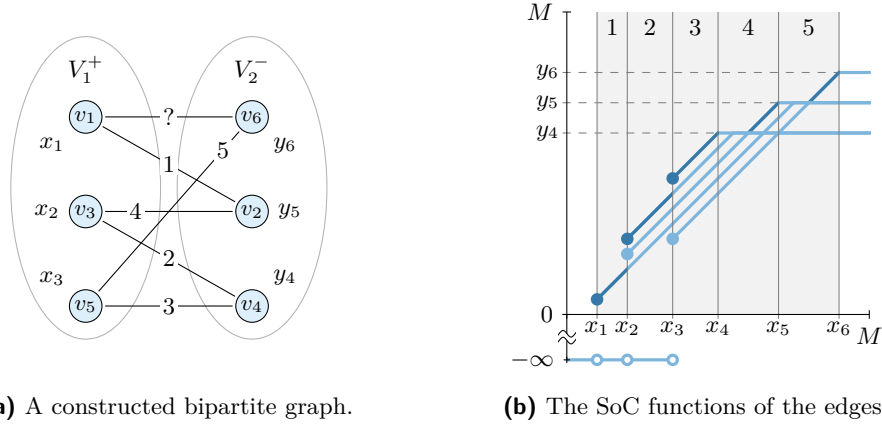 V₁⁺ V₂⁻
v₁ ? v₆
x₁ 5 y₆
1
v₃ 4 v₂
x₂ y₅
2
x₃ y₄
v₅ 3 v₄
a) A constructed bipartite graph.
M
1 2 3 4 5
y₆
y₅
y₄
0
x₁ x₂ x₃ x₄ x₅ x₆ M
−∞
(b) The SoC functions of the edges